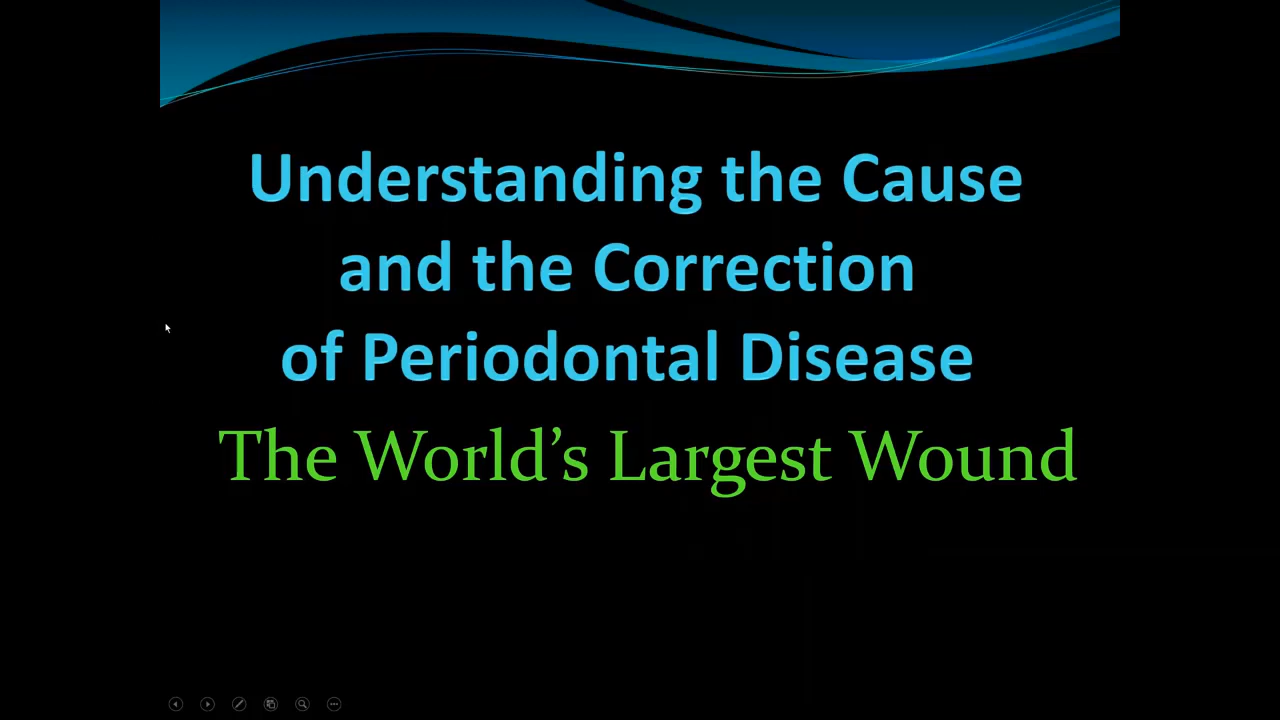 Understanding the Cause
and the Correction
of Periodontal Disease
The World’s Largest Wound